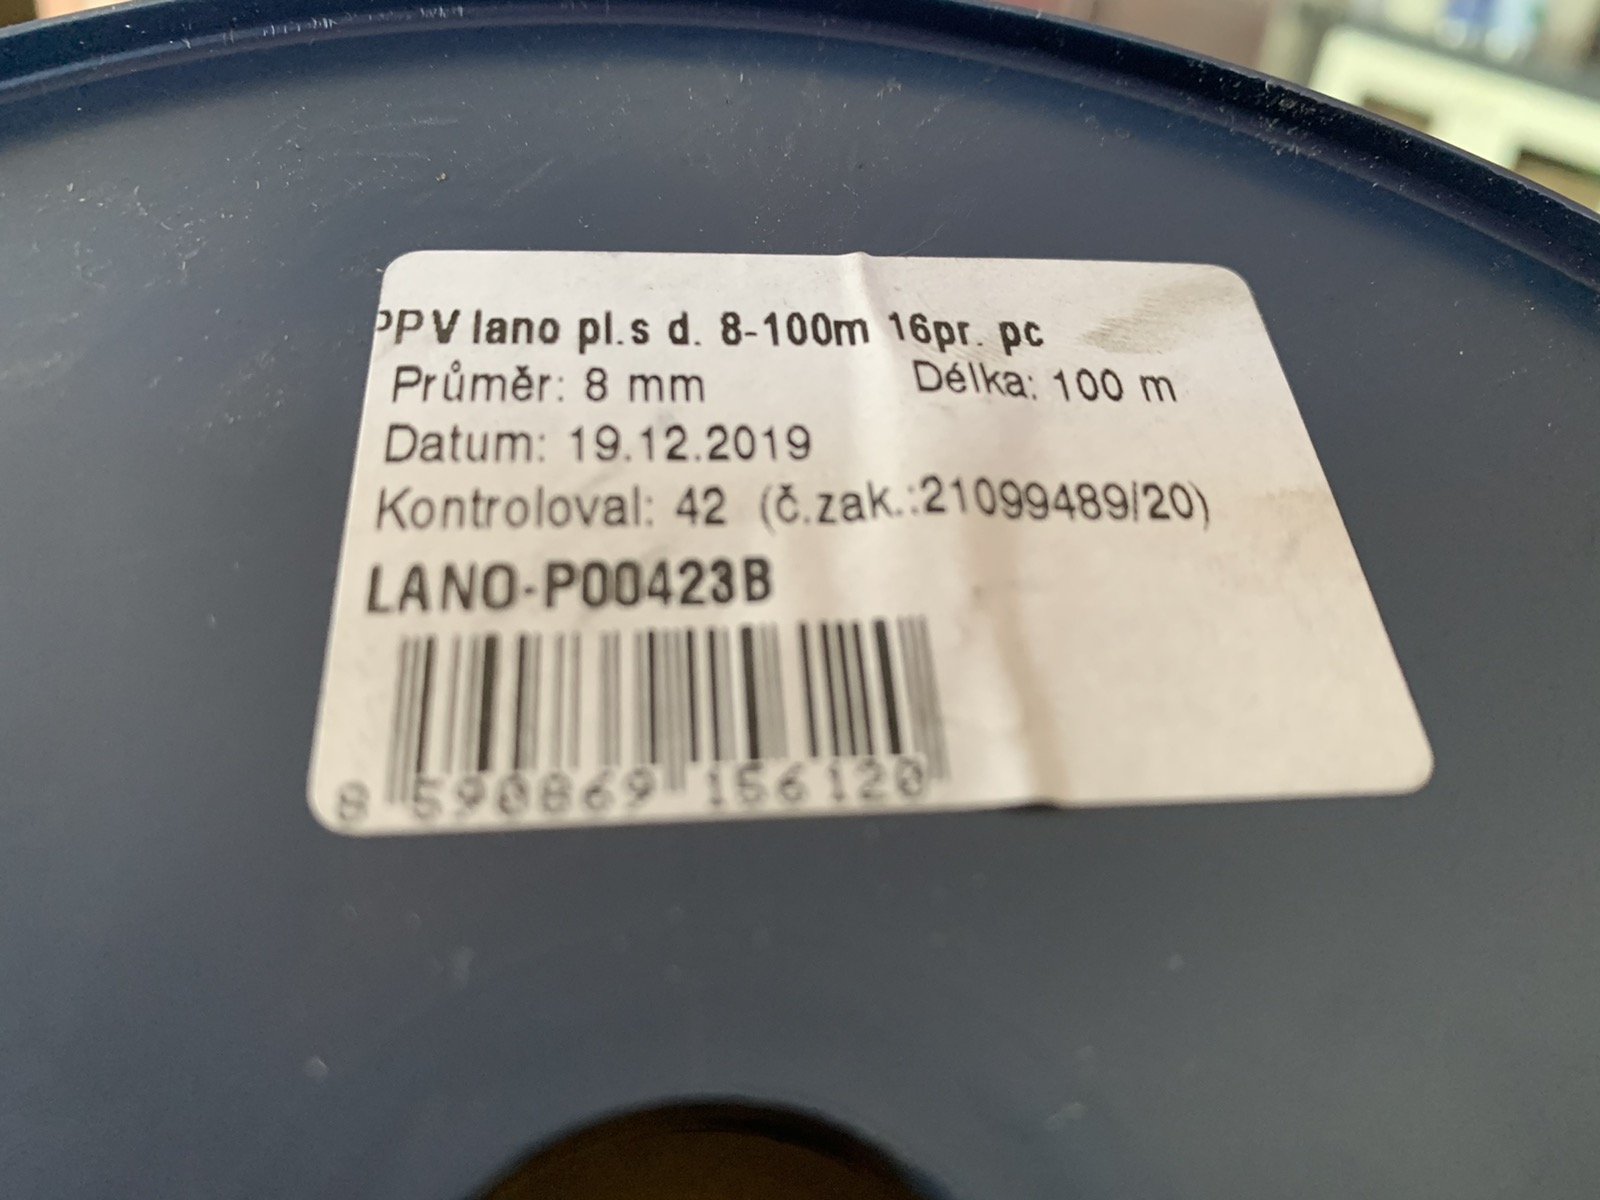 PPV lano pl.s d. 8-100m 16pr. pc
Průměr: 8 mm Délka: 100 m
Datum: 19.12.2019
Kontroloval: 42 (č.zak.:21099489/20)
LANO-P00423B
8 590869 156120